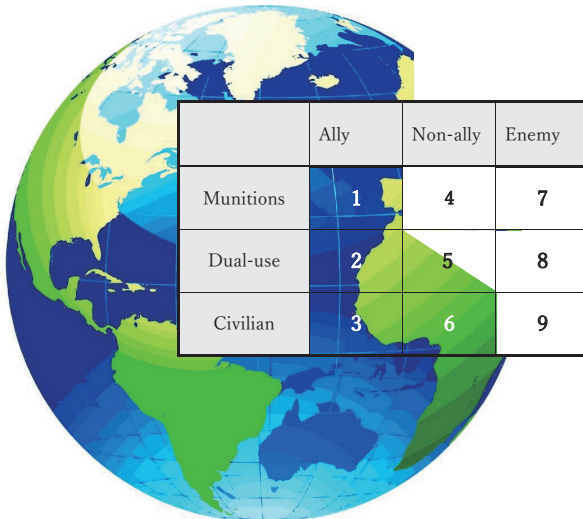 Ally Non-ally Enemy
Munitions 1 4 7
Dual-use 2 5 8
Civilian 3 6 9